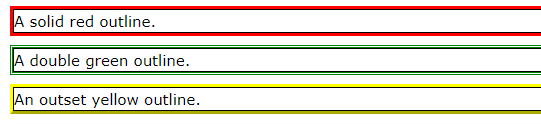 A solid red outline.
A double green outline.
An outset yellow outline.